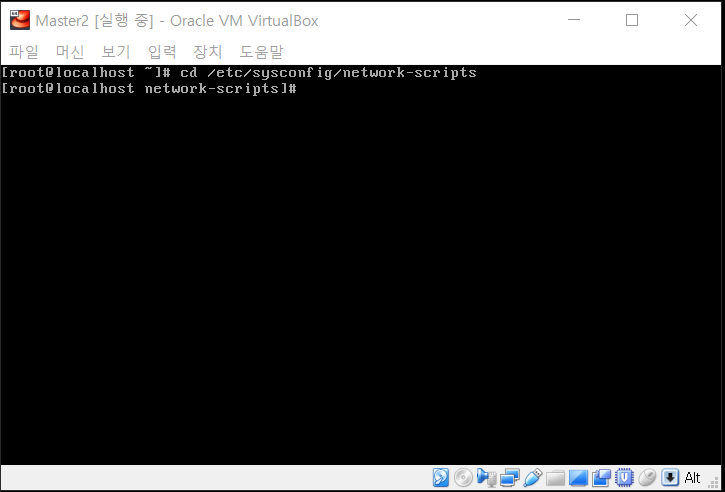 Master2 [실행 중] - Oracle VM VirtualBox
파일 머신 보기 입력 장치 도움말
[root@localhost ~]# cd /etc/sysconfig/network-scripts
[root@localhost network-scripts]#
Alt